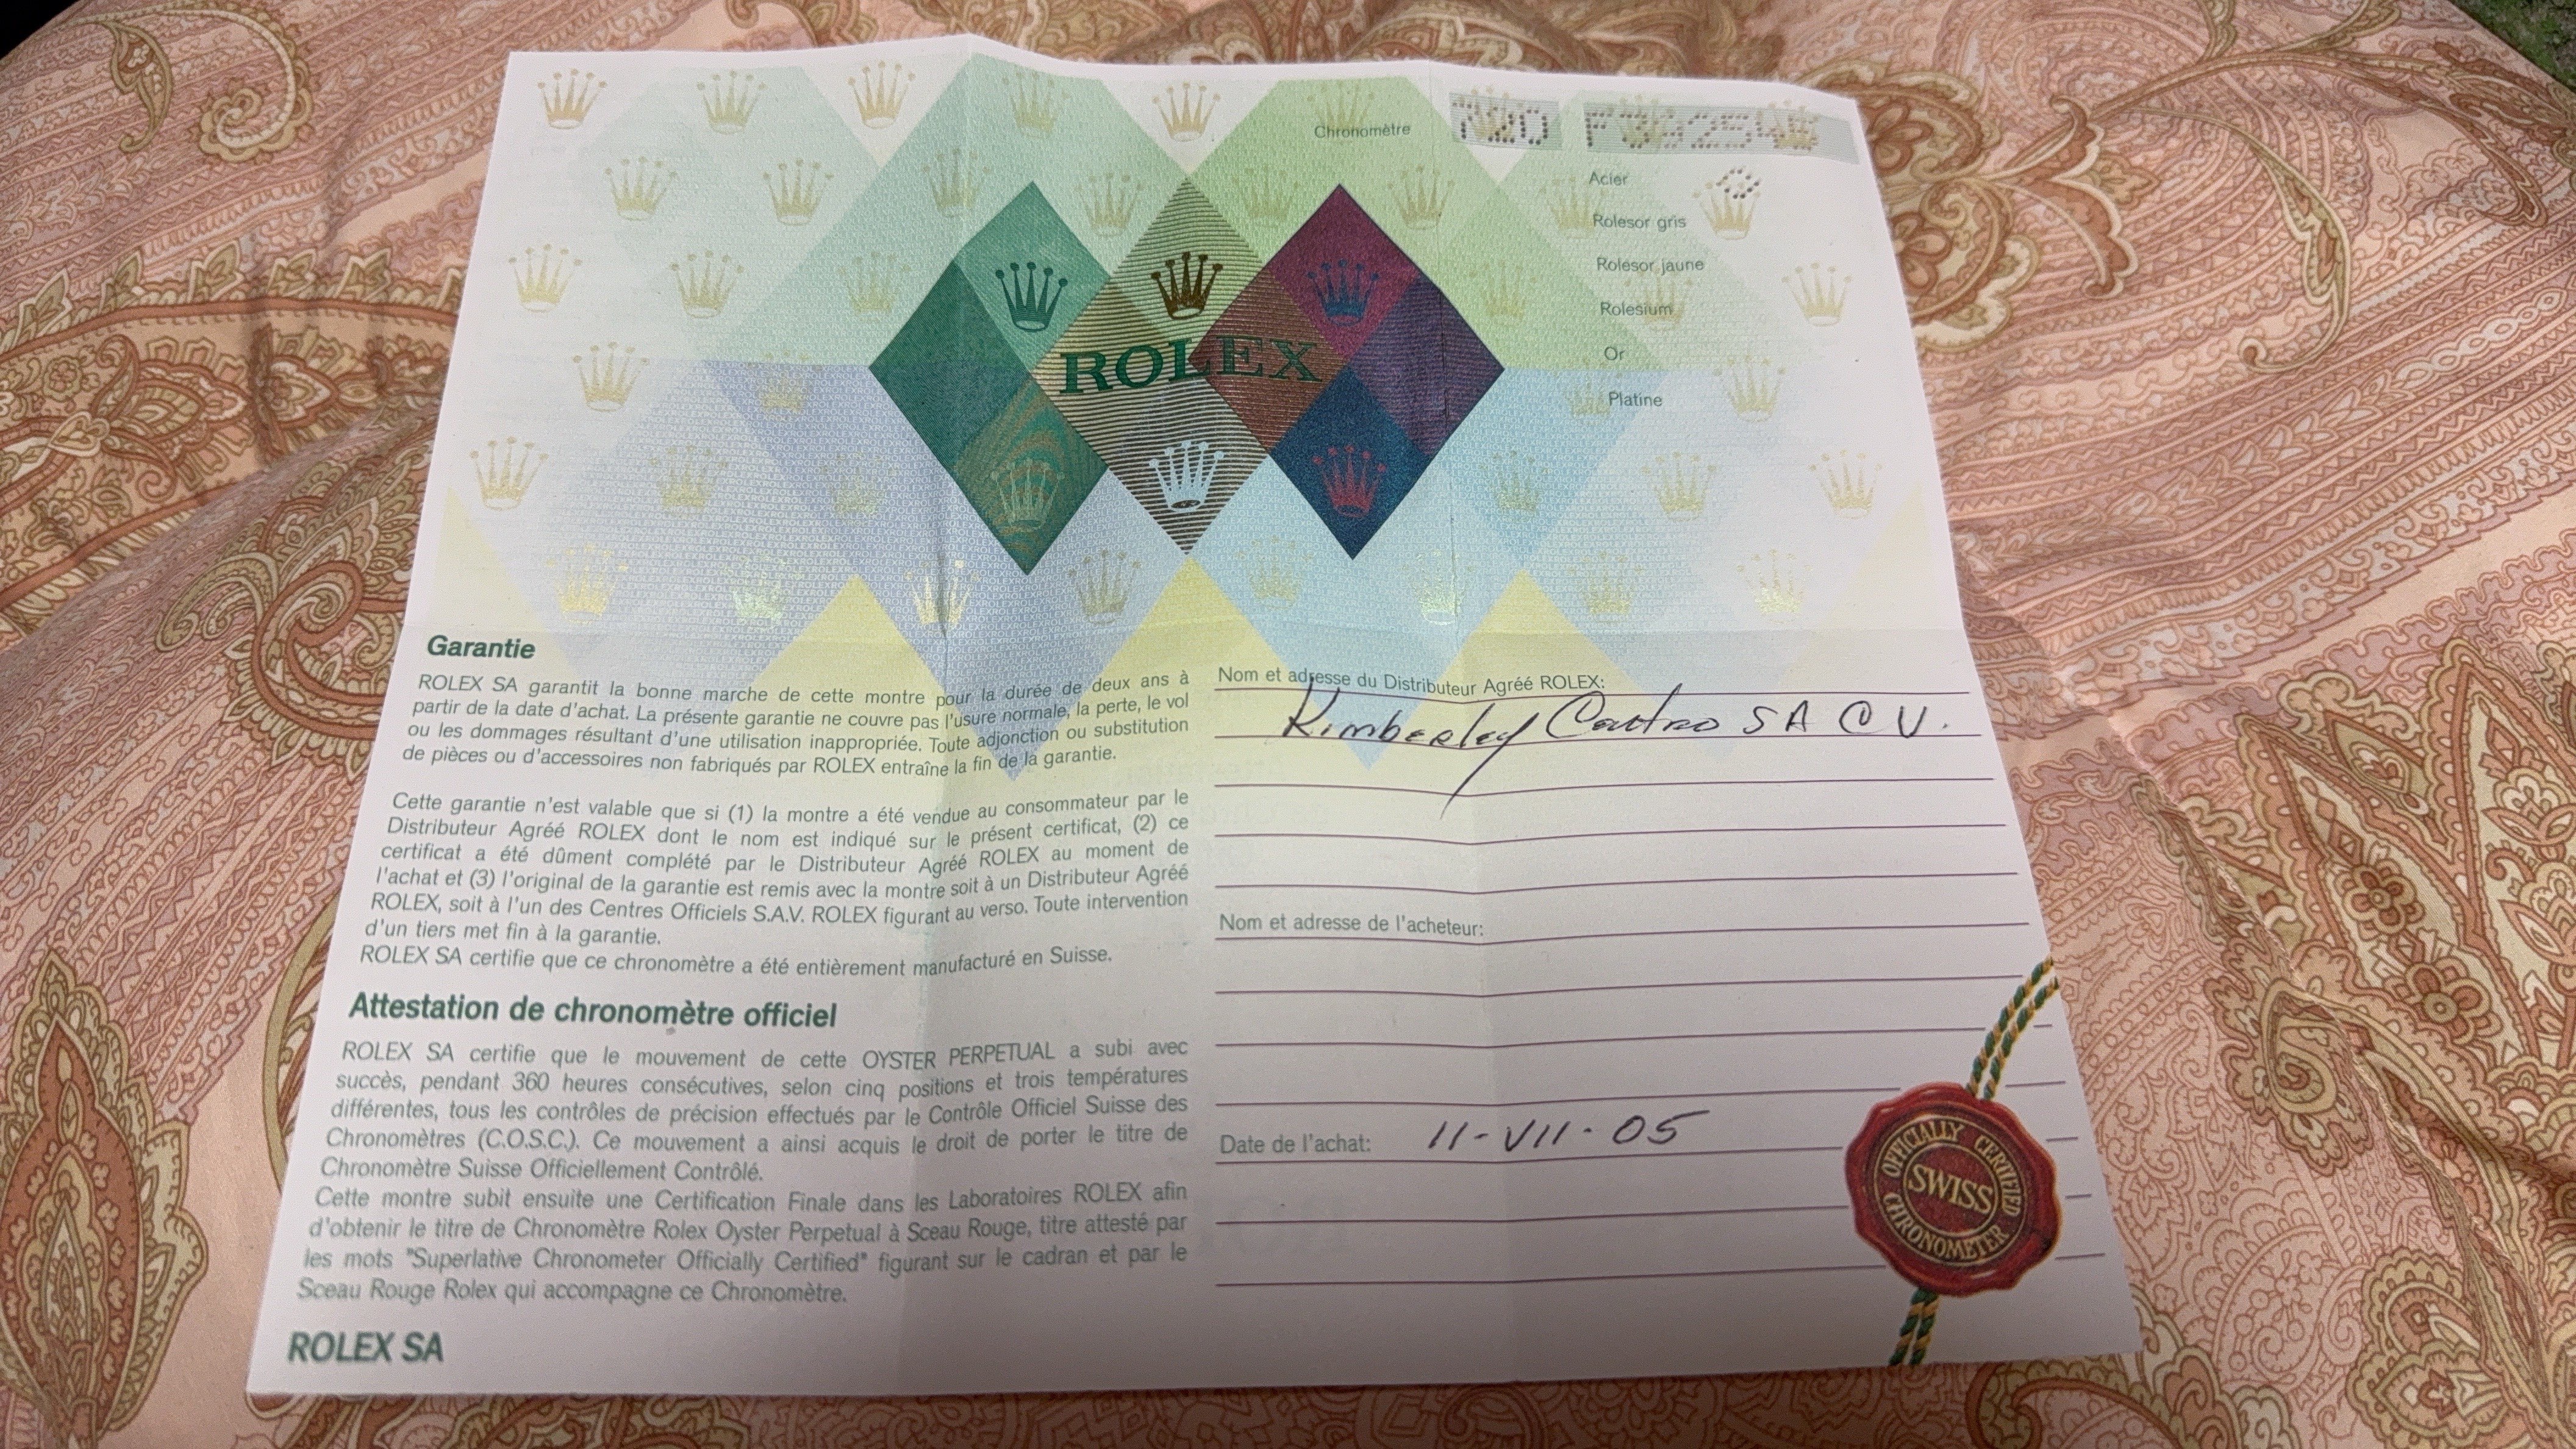 Chronomètre 720
Acier
Rolesor gris
Rolesor jaune
Rolesium
Or
Platine
ROLEX
Garantie
ROLEX SA garantit la bonne marche de cette montre pour la durée de deux ans à
partir de la date d'achat. La présente garantie ne couvre pas l'usure normale, la perte, le vol
ou les dommages résultant d'une utilisation inappropriée. Toute adjonction ou substitution
de pièces ou d'accessoires non fabriqués par ROLEX entraîne la fin de la garantie.
Cette garantie n'est valable que si (1) la montre a été vendue au consommateur par le
Distributeur Agréé ROLEX dont le nom est indiqué sur le présent certificat, (2) ce
certificat a été dûment complété par le Distributeur Agréé ROLEX au moment de
l'achat et (3) l'original de la garantie est remis avec la montre soit à un Distributeur Agréé
ROLEX, soit à l'un des Centres Officiels S.A.V. ROLEX figurant au verso. Toute intervention
d'un tiers met fin à la garantie.
ROLEX SA certifie que ce chronomètre a été entièrement manufacturé en Suisse.
Attestation de chronomètre officiel
ROLEX SA certifie que le mouvement de cette OYSTER PERPETUAL a subi avec
succès, pendant 360 heures consécutives, selon cinq positions et trois températures
différentes, tous les contrôles de précision effectués par le Contrôle Officiel Suisse des
Chronomètres (C.O.S.C.). Ce mouvement a ainsi acquis le droit de porter le titre de
Chronomètre Suisse Officiellement Contrôlé.
Cette montre subit ensuite une Certification Finale dans les Laboratoires ROLEX afin
d'obtenir le titre de Chronomètre Rolex Oyster Perpetual à Sceau Rouge, titre attesté par
les mots "Superlative Chronometer Officially Certified" figurant sur le cadran et par le
Sceau Rouge Rolex qui accompagne ce Chronomètre.
ROLEX SA
Nom et adresse du Distributeur Agréé ROLEX:
Kimberley Castro SA CV.
Nom et adresse de l'acheteur:
Date de l'achat: 11-VII-05
OFFICIALLY CERTIFIED
SWISS
CHRONOMETER